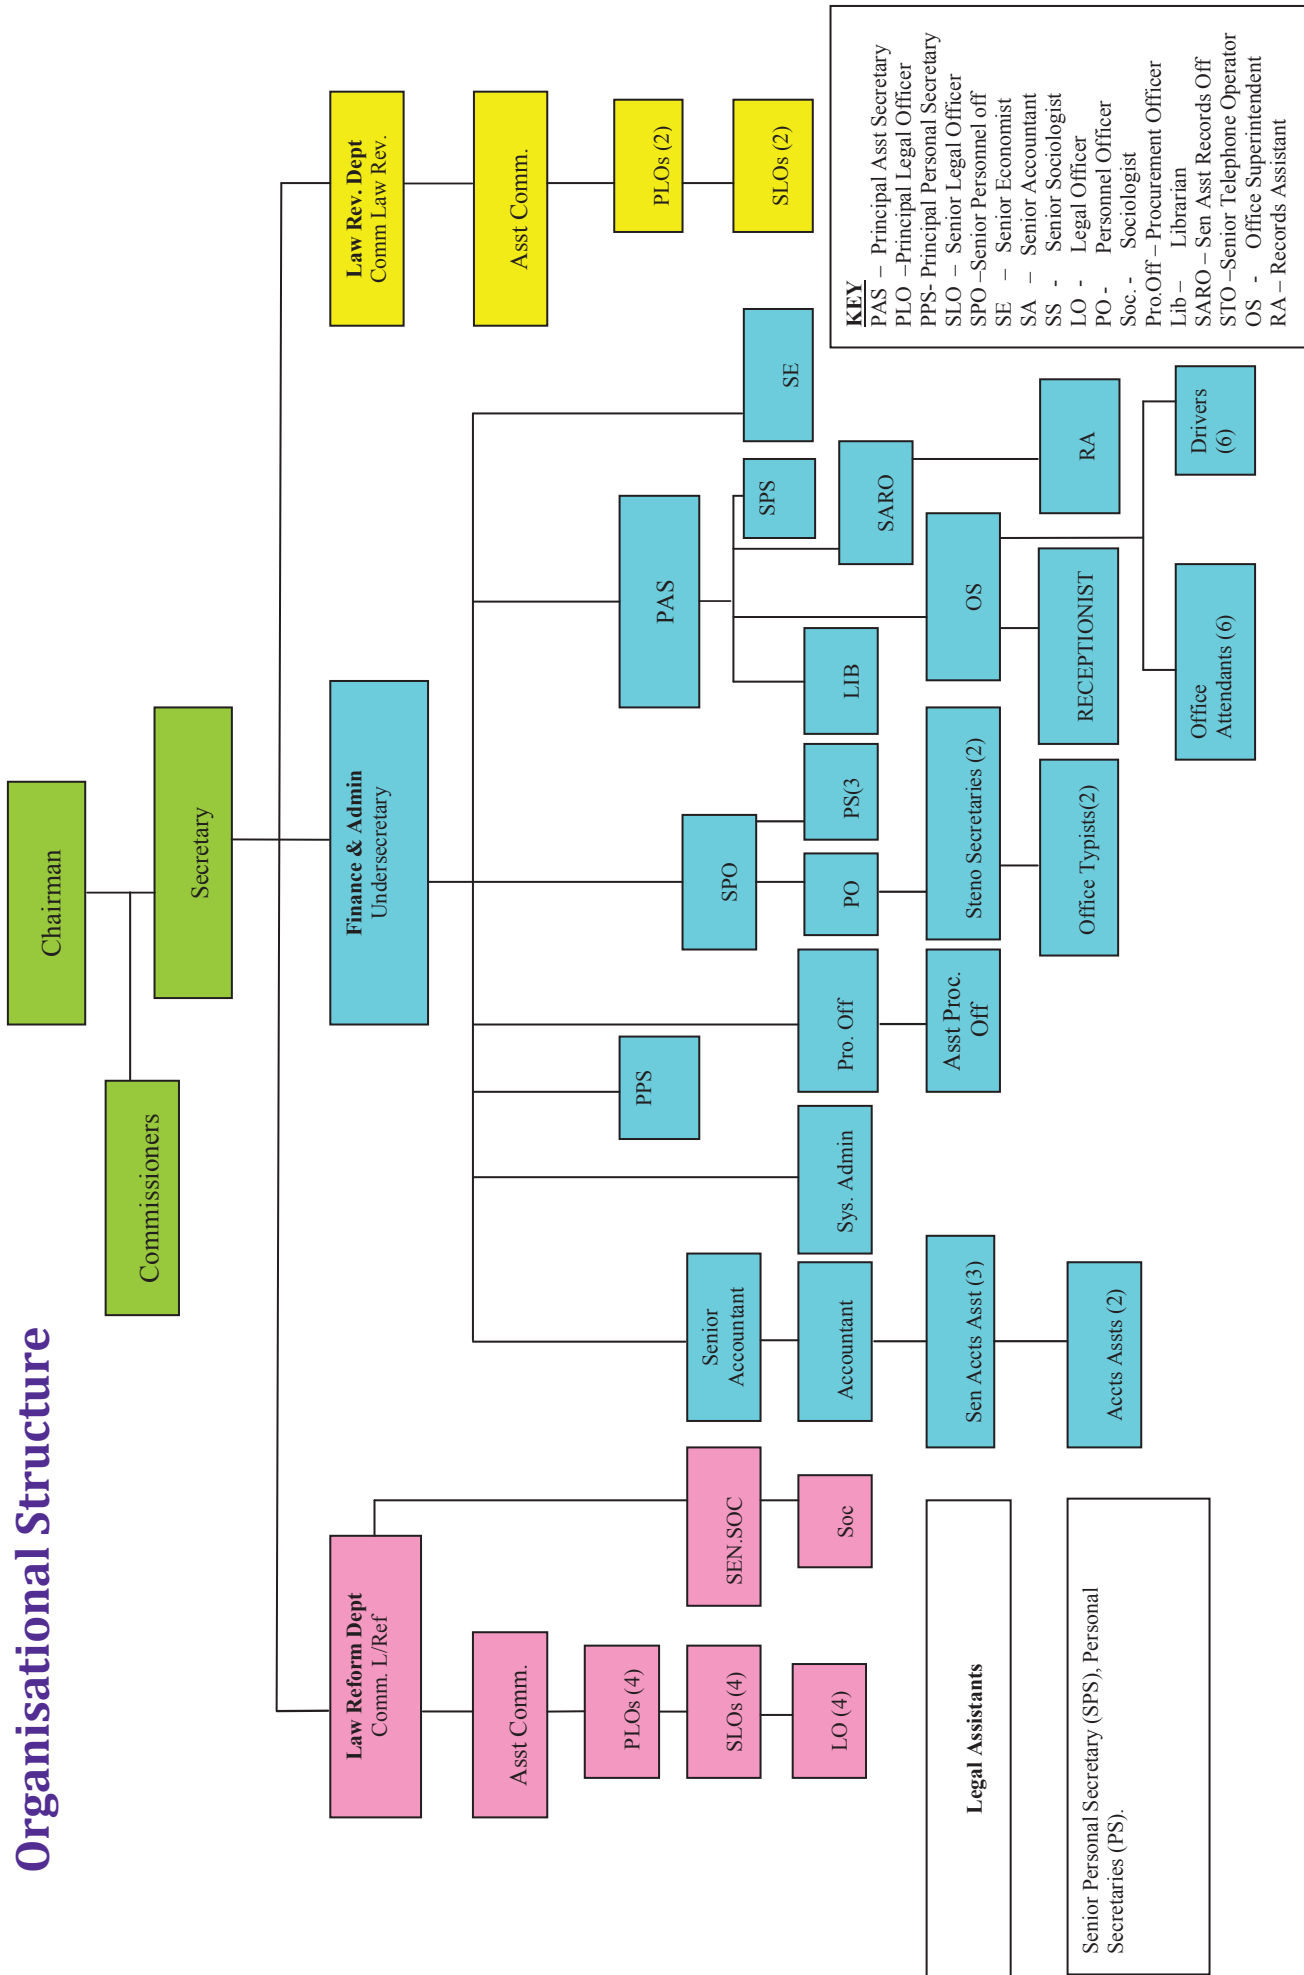 Organisational Structure
Chairman
Commissioners
Secretary
Law Reform Dept
Comm. L/Ref
Finance & Admin
Undersecretary
Law Rev. Dept
Comm Law Rev.
Asst Comm.
Asst Comm.
PLOs (4)
PPS
PAS
PLOs (2)
SLOs (4)
SEN.SOC
Senior
Accountant
SPO
SPS
SE
SLOs (2)
LO (4)
Soc
Accountant
Sys. Admin
Pro. Off
PO
PS(3
LIB
SARO
Legal Assistants
Sen Accts Asst (3)
Asst Proc.
Off
Steno Secretaries (2)
OS
Office Typists(2)
RECEPTIONIST
RA
Senior Personal Secretary (SPS), Personal
Secretaries (PS).
Accts Assts (2)
Office
Attendants (6)
Drivers
(6)
KEY
PAS – Principal Asst Secretary
PLO –Principal Legal Officer
PPS- Principal Personal Secretary
SLO – Senior Legal Officer
SPO –Senior Personnel off
SE – Senior Economist
SA – Senior Accountant
SS - Senior Sociologist
LO - Legal Officer
PO - Personnel Officer
Soc. - Sociologist
Pro.Off – Procurement Officer
Lib – Librarian
SARO – Sen Asst Records Off
STO –Senior Telephone Operator
OS - Office Superintendent
RA – Records Assistant